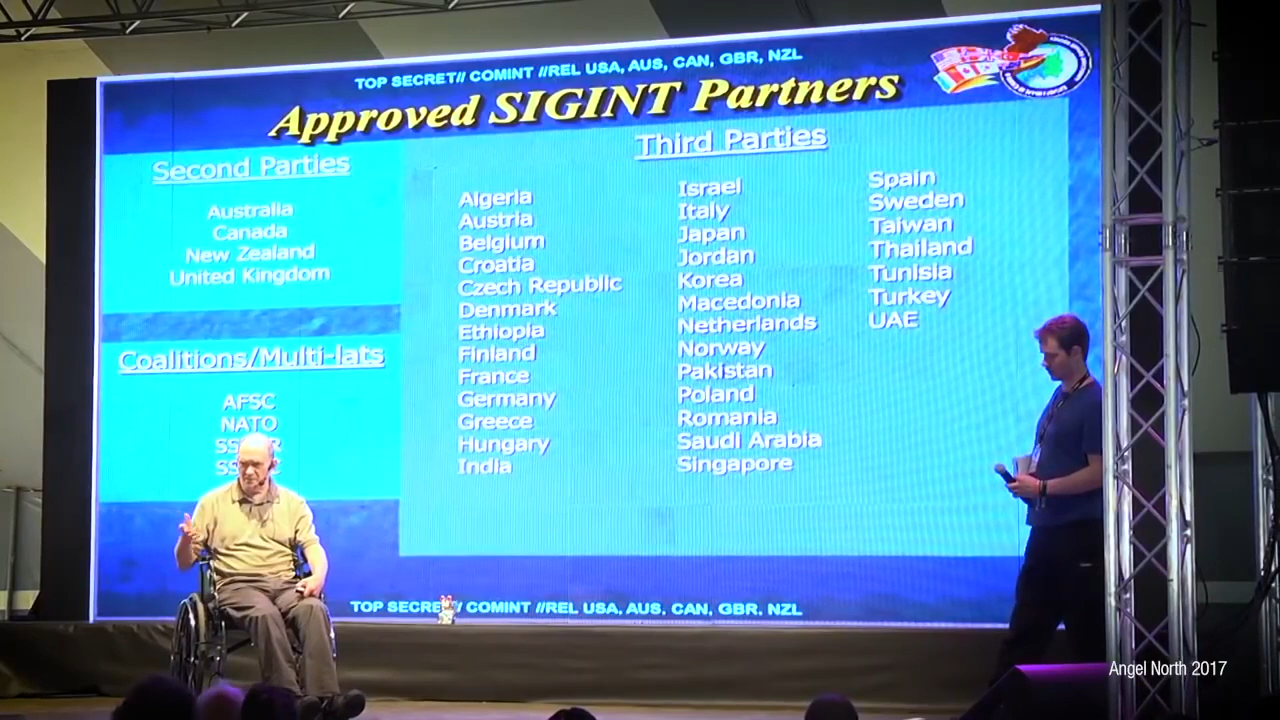 TOP SECRET// COMINT //REL USA, AUS, CAN, GBR, NZL
Approved SIGINT Partners
Second Parties
Australia
Canada
New Zealand
United Kingdom
Coalitions/Multi-lats
AFSC
NATO
Third Parties
Algeria
Austria
Belgium
Croatia
Czech Republic
Denmark
Ethiopia
Finland
France
Germany
Greece
Hungary
India
Israel
Italy
Japan
Jordan
Korea
Macedonia
Netherlands
Norway
Pakistan
Poland
Romania
Saudi Arabia
Singapore
Spain
Sweden
Taiwan
Thailand
Tunisia
Turkey
UAE
TOP SECRET// COMINT //REL USA, AUS, CAN, GBR, NZL
Angel North 2017